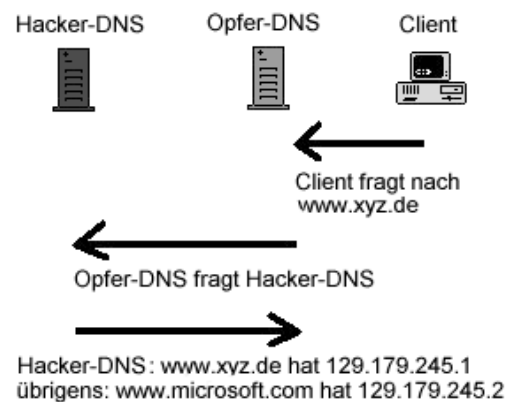 Hacker-DNS Opfer-DNS Client
Client fragt nach
www.xyz.de
Opfer-DNS fragt Hacker-DNS
Hacker-DNS: www.xyz.de hat 129.179.245.1
übrigens: www.microsoft.com hat 129.179.245.2